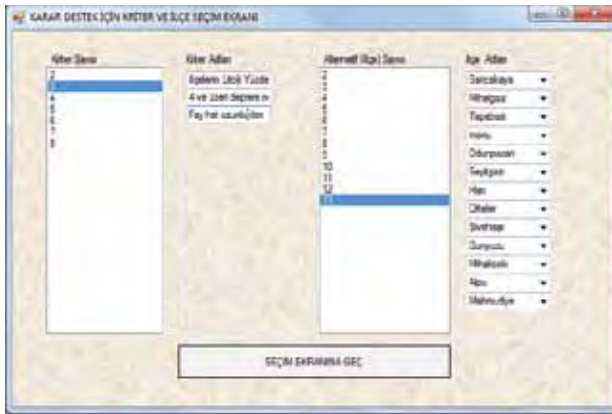 KARAR DESTEK İÇİN KRİTER VE İLÇE SEÇİM EKRANI
Kriter Sayısı
2
3
4
5
6
7
8
Kriter Adları
İlçelerin Litolik Yüzde
4 ve üzeri deprem
Fay hat uzunlukları
Alternatif (İlçe) Sayısı
2
3
4
5
6
7
8
9
10
11
12
13
İlçe Adları
Sarıcakaya
Mihalgazi
Tepebaşı
İnönü
Odunpazarı
Seyitgazi
Han
Çifteler
Sivrihisar
Günyüzü
Mihalıççık
Alpu
Mahmudiye
SEÇİM EKRANINA GEÇ